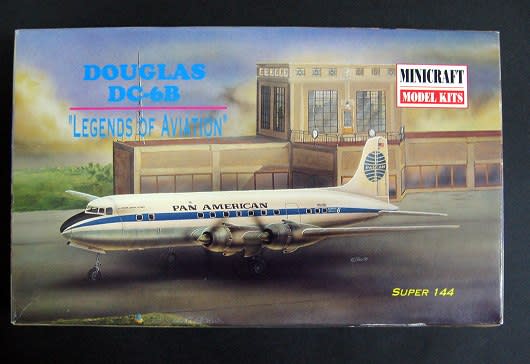 DOUGLAS
DC-6B
"LEGENDS OF AVIATION"
MINICRAFT
MODEL KITS
PAN AMERICAN
SUPER 144